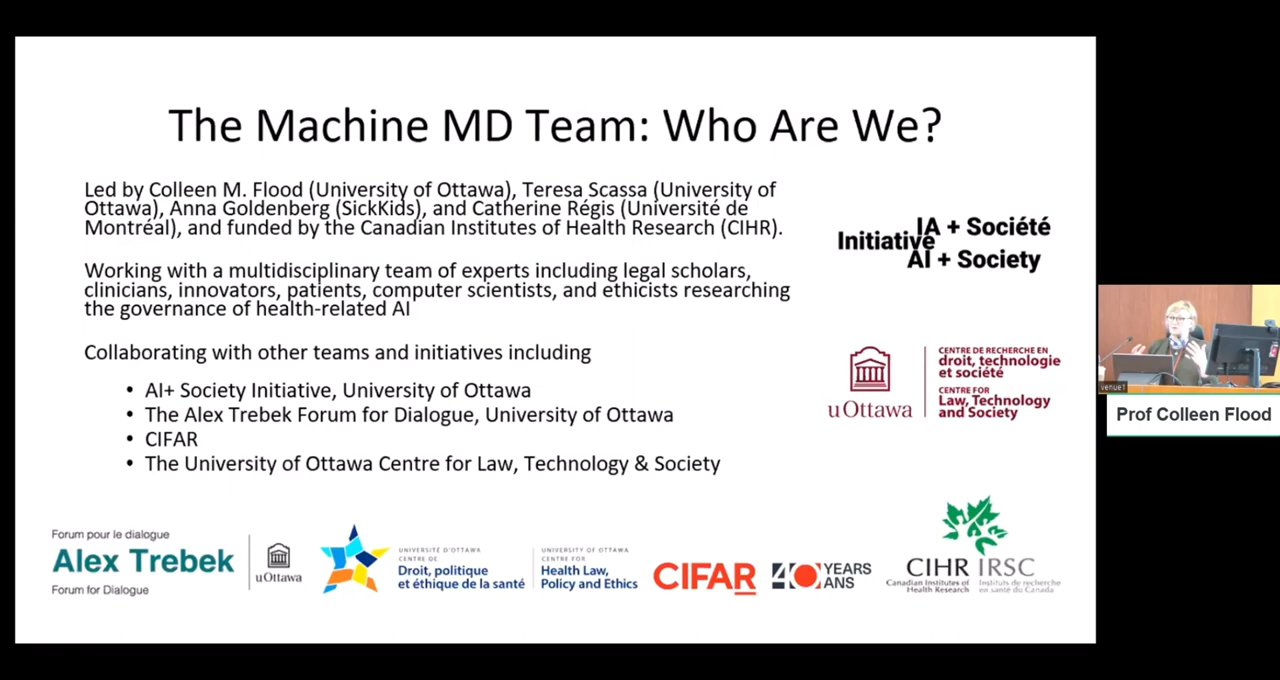 The Machine MD Team: Who Are We?
Led by Colleen M. Flood (University of Ottawa), Teresa Scassa (University of
Ottawa), Anna Goldenberg (SickKids), and Catherine Régis (Université de
Montréal), and funded by the Canadian Institutes of Health Research (CIHR).
Working with a multidisciplinary team of experts including legal scholars,
clinicians, innovators, patients, computer scientists, and ethicists researching
the governance of health-related AI
Collaborating with other teams and initiatives including
• AI+ Society Initiative, University of Ottawa
• The Alex Trebek Forum for Dialogue, University of Ottawa
• CIFAR
• The University of Ottawa Centre for Law, Technology & Society
IA + Société
Initiative
AI + Society
uOttawa
CENTRE DE RECHERCHE EN
droit, technologie
et société
CENTRE FOR
Law, Technology
and Society
venue1
Prof Colleen Flood
Forum pour le dialogue
Alex Trebek
Forum for Dialogue
uOttawa
UNIVERSITÉ D'OTTAWA
CENTRE DE
Droit, politique
et éthique de la santé
UNIVERSITY OF OTTAWA
CENTRE FOR
Health Law,
Policy and Ethics
CIFAR
40 YEARS
ANS
CIHR IRSC
Canadian Institutes of
Health Research
Instituts de recherche
en santé du Canada